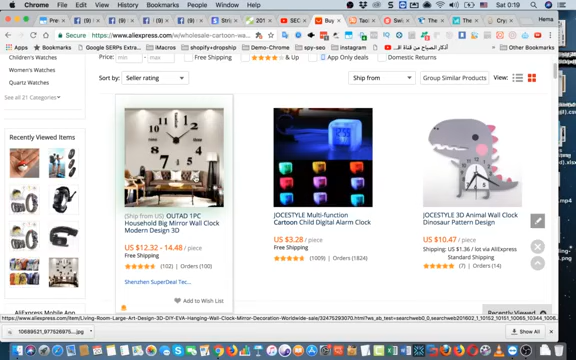 Chrome File Edit View History Bookmarks People Window Help
Sat 0:19
https://www.aliexpress.com/w/wholesale-cartoon-wa
Apps Bookmarks Google SERPs Extra... iMacros shopify+dropship Demo-Chrome spy-seo instagram
Other Bookmarks
Children's Watches
Women's Watches
Quartz Watches
See all 21 Categories
Price: min - max Free Shipping & Up App Only deals Domestic Returns
Sort by: Seller rating
Ship from
Group Similar Products
View:
Recently Viewed Items
(Ship from US) OUTAD 1PC
Household Big Mirror Wall Clock
Modern Design 3D
US $12.32 - 14.48 / piece
Free Shipping
(102) | Orders (100)
Shenzhen SuperDeal Tec...
Add to Wish List
JOCESTYLE Multi-function
Cartoon Child Digital Alarm Clock
US $3.28 / piece
Free Shipping
(1009) | Orders (1824)
JOCESTYLE 3D Animal Wall Clock
Dinosaur Pattern Design
US $10.47 / piece
Shipping: US $1.36 / lot via AliExpress
Standard Shipping
(7) | Orders (14)
AliExpress Mobile App
Recently Viewed
Show All